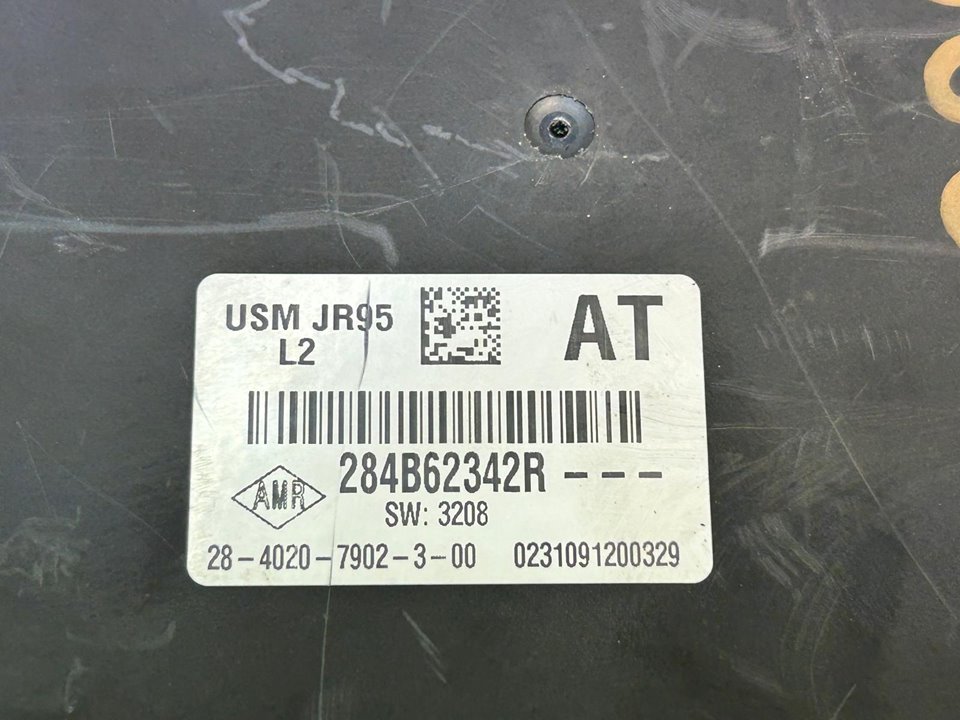 USM JR95
L2
AT
284B62342R ---
AMR
SW: 3208
28-4020-7902-3-00 0231091200329